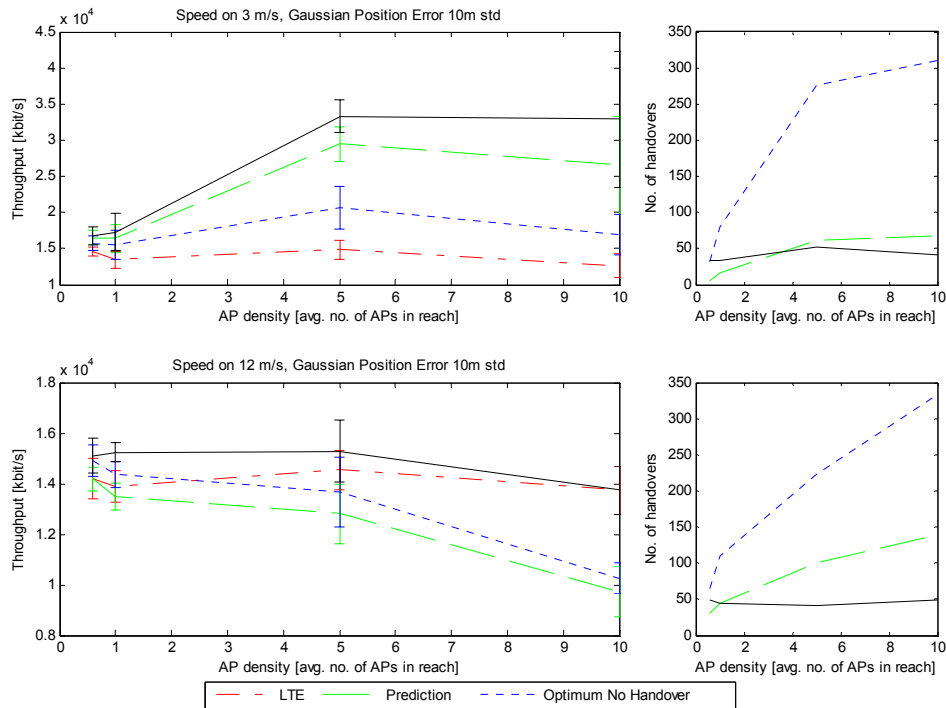 x 10^4
Speed on 3 m/s, Gaussian Position Error 10m std
4.5
4
3.5
3
2.5
2
1.5
1
Throughput [kbit/s]
0 1 2 3 4 5 6 7 8 9 10
AP density [avg. no. of APs in reach]
350
300
250
200
150
100
50
0
No. of handovers
0 2 4 6 8 10
AP density [avg. no. of APs in reach]
x 10^4
Speed on 12 m/s, Gaussian Position Error 10m std
1.8
1.6
1.4
1.2
1
0.8
Throughput [kbit/s]
0 1 2 3 4 5 6 7 8 9 10
AP density [avg. no. of APs in reach]
350
300
250
200
150
100
50
0
No. of handovers
0 2 4 6 8 10
AP density [avg. no. of APs in reach]
LTE Prediction Optimum No Handover